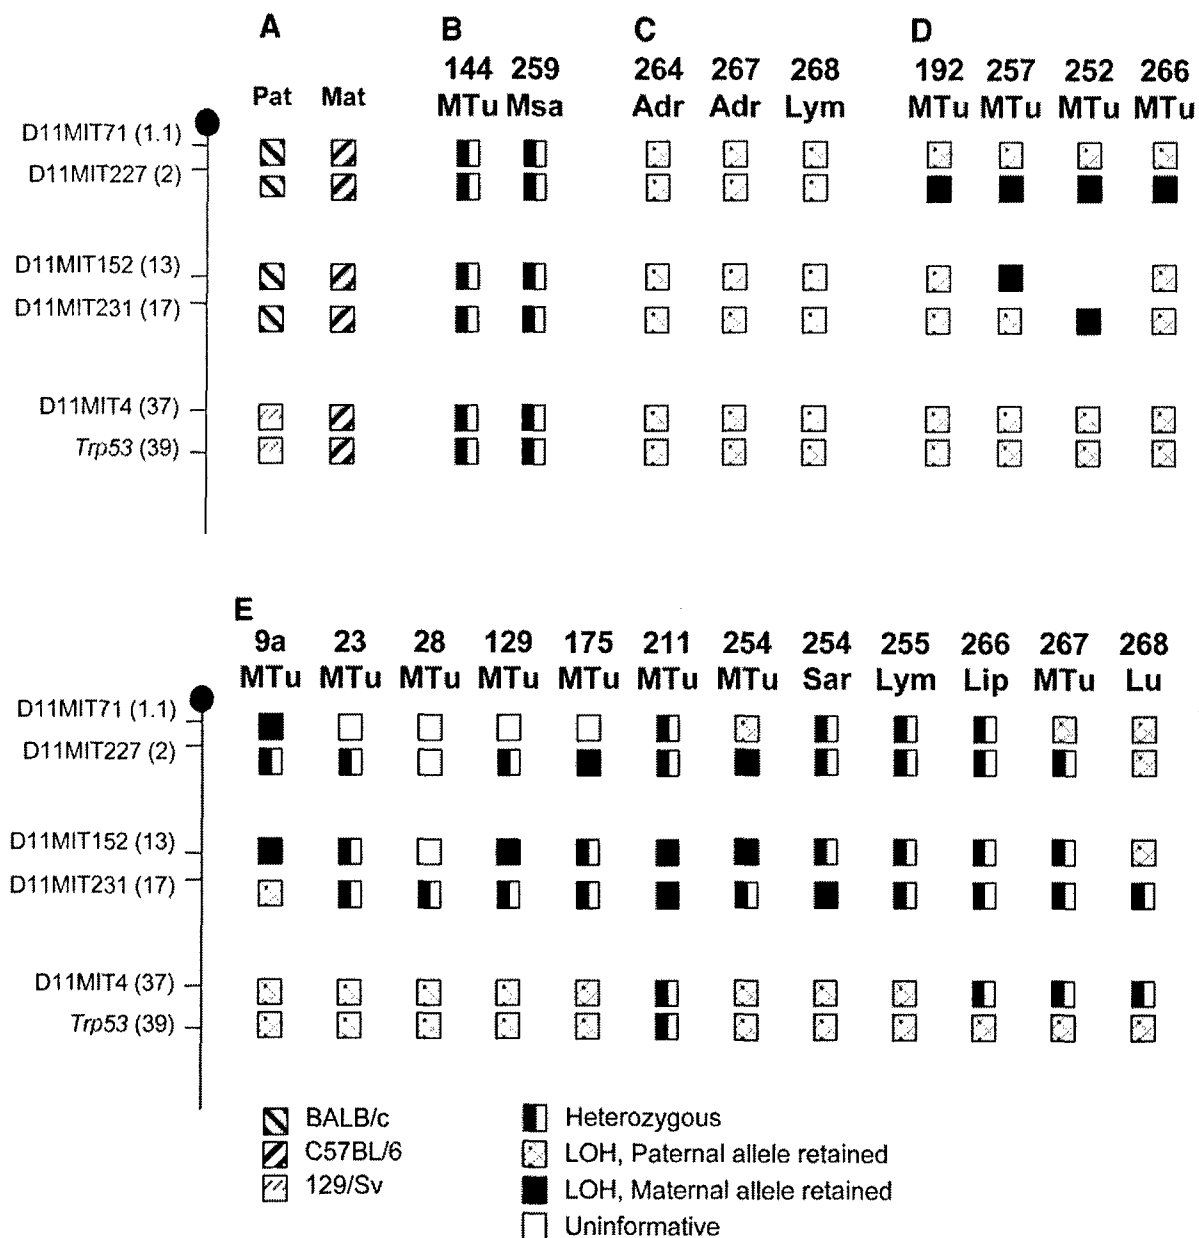 A B C D
144 259 264 267 268 192 257 252 266
Pat Mat MTu Msa Adr Adr Lym MTu MTu MTu MTu
D11MIT71 (1.1)
D11MIT227 (2)
D11MIT152 (13)
D11MIT231 (17)
D11MIT4 (37)
Trp53 (39)
E
9a 23 28 129 175 211 254 254 255 266 267 268
MTu MTu MTu MTu MTu MTu MTu Sar Lym Lip MTu Lu
D11MIT71 (1.1)
D11MIT227 (2)
D11MIT152 (13)
D11MIT231 (17)
D11MIT4 (37)
Trp53 (39)
BALB/c Heterozygous
C57BL/6 LOH, Paternal allele retained
129/Sv LOH, Maternal allele retained
Uninformative